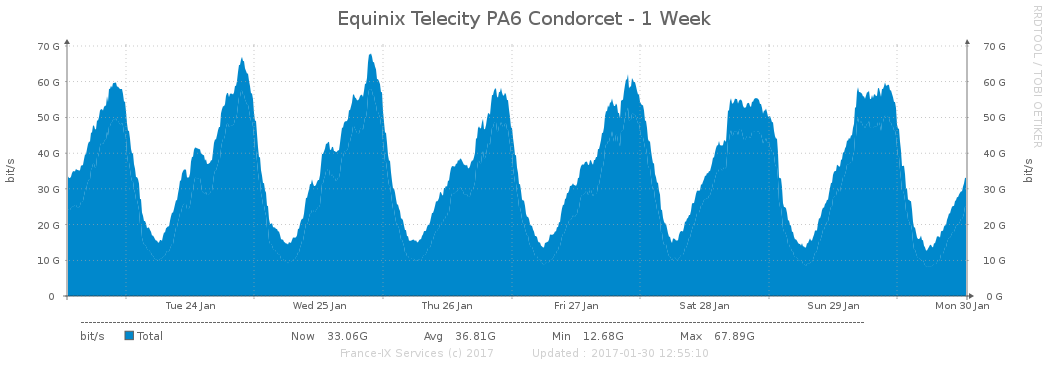 Equinix Telecity PA6 Condorcet - 1 Week
RRDTOOL / TOBI OETIKER
bit/s
70 G
60 G
50 G
40 G
30 G
20 G
10 G
0
70 G
60 G
50 G
40 G
30 G
20 G
10 G
0 G
bit/s
Tue 24 Jan Wed 25 Jan Thu 26 Jan Fri 27 Jan Sat 28 Jan Sun 29 Jan Mon 30 Jan
bit/s Total Now 33.06G Avg 36.81G Min 12.68G Max 67.89G
France-IX Services (c) 2017 Updated : 2017-01-30 12:55:10